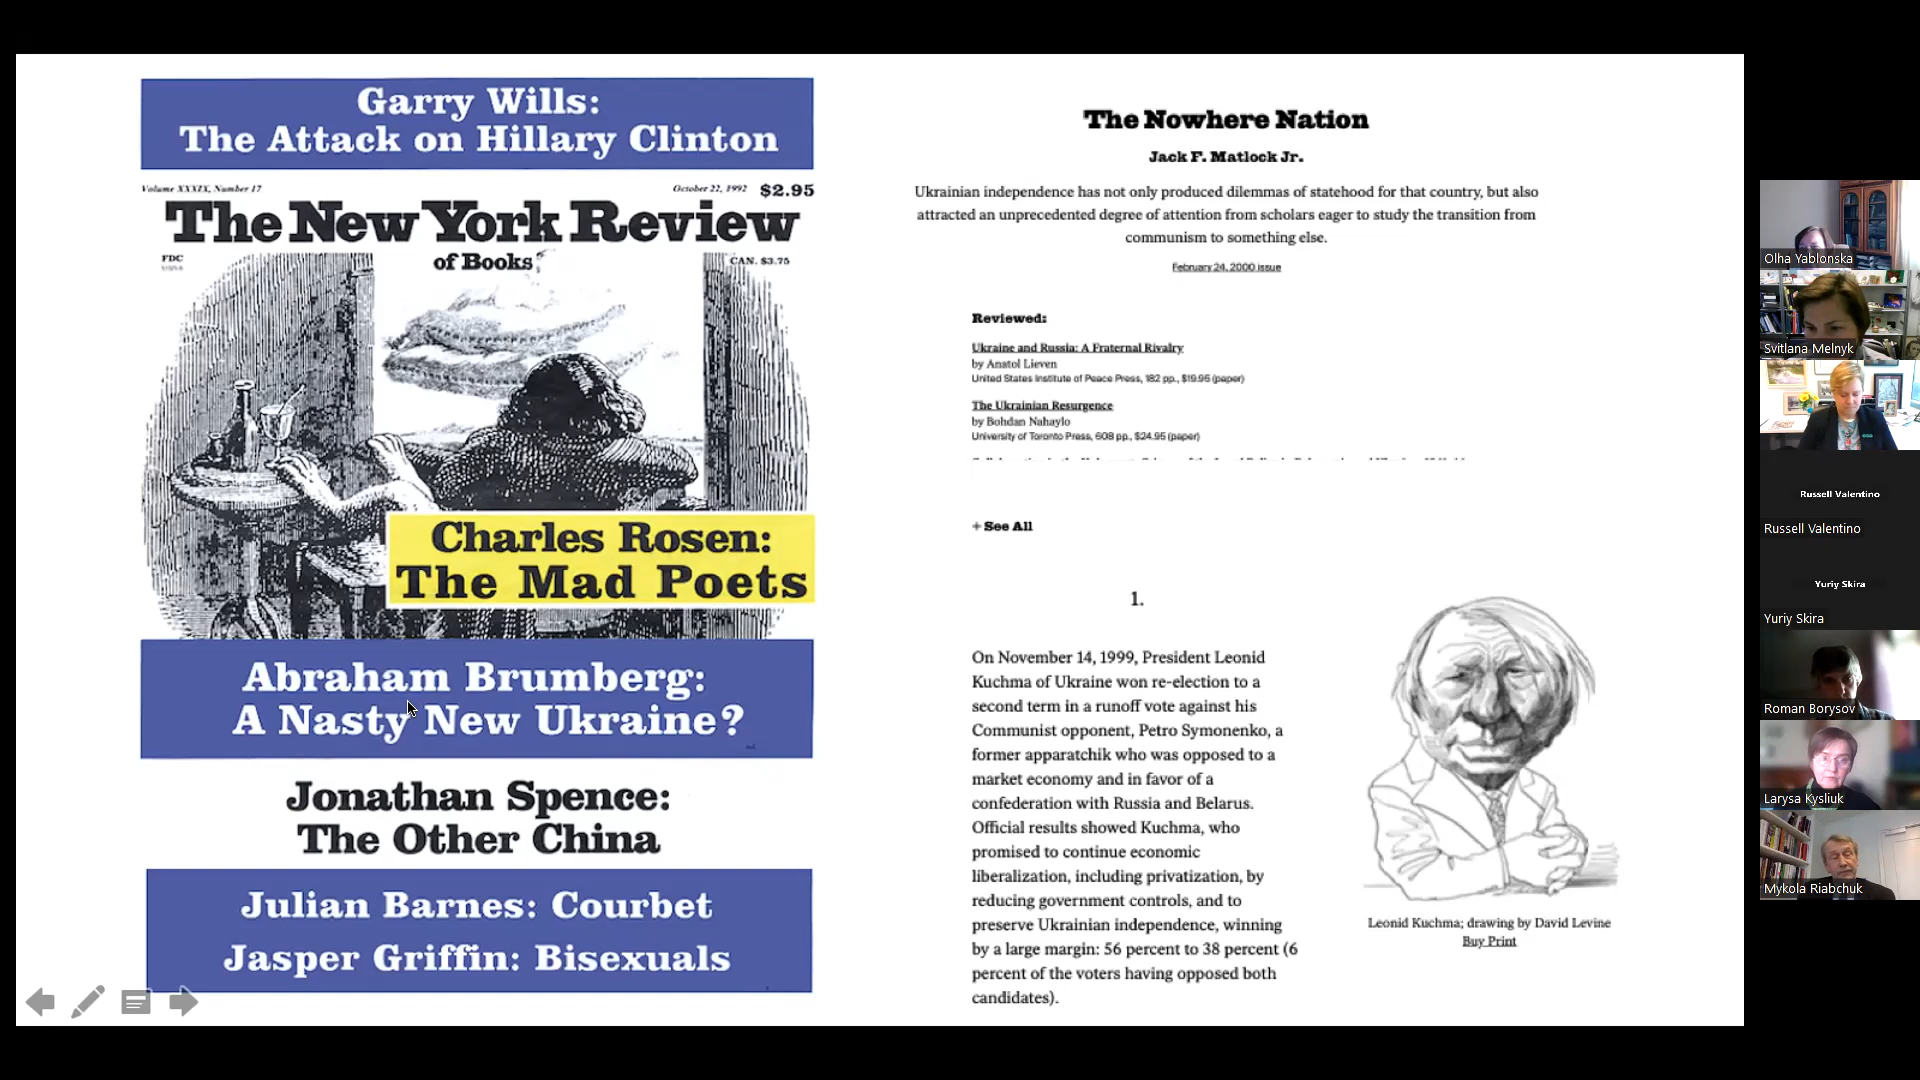 Garry Wills:
The Attack on Hillary Clinton
Volume XXXIX, Number 17
October 22, 1992 $2.95
The New York Review
of Books
FDC
CAN. $3.75
Charles Rosen:
The Mad Poets
Abraham Brumberg:
A Nasty New Ukraine?
Jonathan Spence:
The Other China
Julian Barnes: Courbet
Jasper Griffin: Bisexuals
The Nowhere Nation
Jack F. Matlock Jr.
Ukrainian independence has not only produced dilemmas of statehood for that country, but also
attracted an unprecedented degree of attention from scholars eager to study the transition from
communism to something else.
February 24, 2000 issue
Reviewed:
Ukraine and Russia: A Fraternal Rivalry
by Anatol Lieven
United States Institute of Peace Press, 182 pp., $19.95 (paper)
The Ukrainian Resurgence
by Bohdan Nahaylo
University of Toronto Press, 608 pp., $24.95 (paper)
+ See All
1.
On November 14, 1999, President Leonid
Kuchma of Ukraine won re-election to a
second term in a runoff vote against his
Communist opponent, Petro Symonenko, a
former apparatchik who was opposed to a
market economy and in favor of a
confederation with Russia and Belarus.
Official results showed Kuchma, who
promised to continue economic
liberalization, including privatization, by
reducing government controls, and to
preserve Ukrainian independence, winning
by a large margin: 56 percent to 38 percent (6
percent of the voters having opposed both
candidates).
Leonid Kuchma; drawing by David Levine
Buy Print
Olha Yablonska
Svitlana Melnyk
Russell Valentino
Russell Valentino
Yuriy Skira
Yuriy Skira
Roman Borysov
Larysa Kysliuk
Mykola Riabchuk